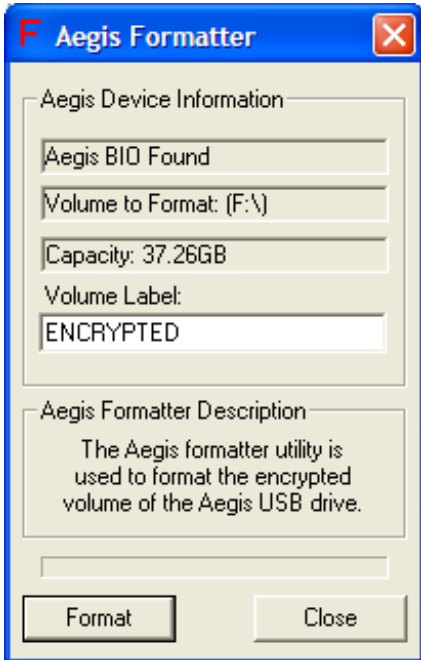 F Aegis Formatter
Aegis Device Information
Aegis BIO Found
Volume to Format: (F:\)
Capacity: 37.26GB
Volume Label:
ENCRYPTED
Aegis Formatter Description
The Aegis formatter utility is
used to format the encrypted
volume of the Aegis USB drive.
Format Close